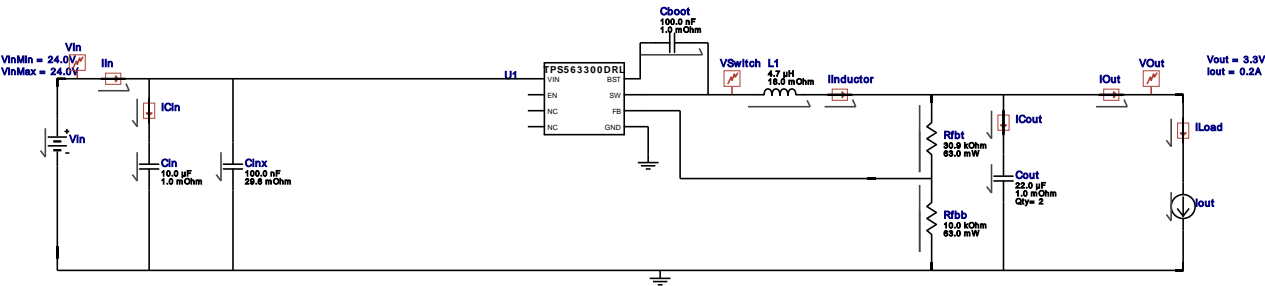 Cboot
100.0 nF
1.0 mOhm
Vin
VinMin = 24.0V
VinMax = 24.0V
Iin
U1
TPS563300DRL
VIN
BST
EN
SW
NC
FB
NC
GND
VSwitch
L1
4.7 µH
16.0 mOhm
IInductor
IOut
VOut
Vout = 3.3V
Iout = 0.2A
ICin
ICout
ILoad
Vin
+
-
Cin
10.0 µF
1.0 mOhm
Cinx
100.0 nF
29.6 mOhm
Rfbt
30.9 kOhm
63.0 mW
Cout
22.0 µF
1.0 mOhm
Qty= 2
Rfbb
10.0 kOhm
63.0 mW
Iout